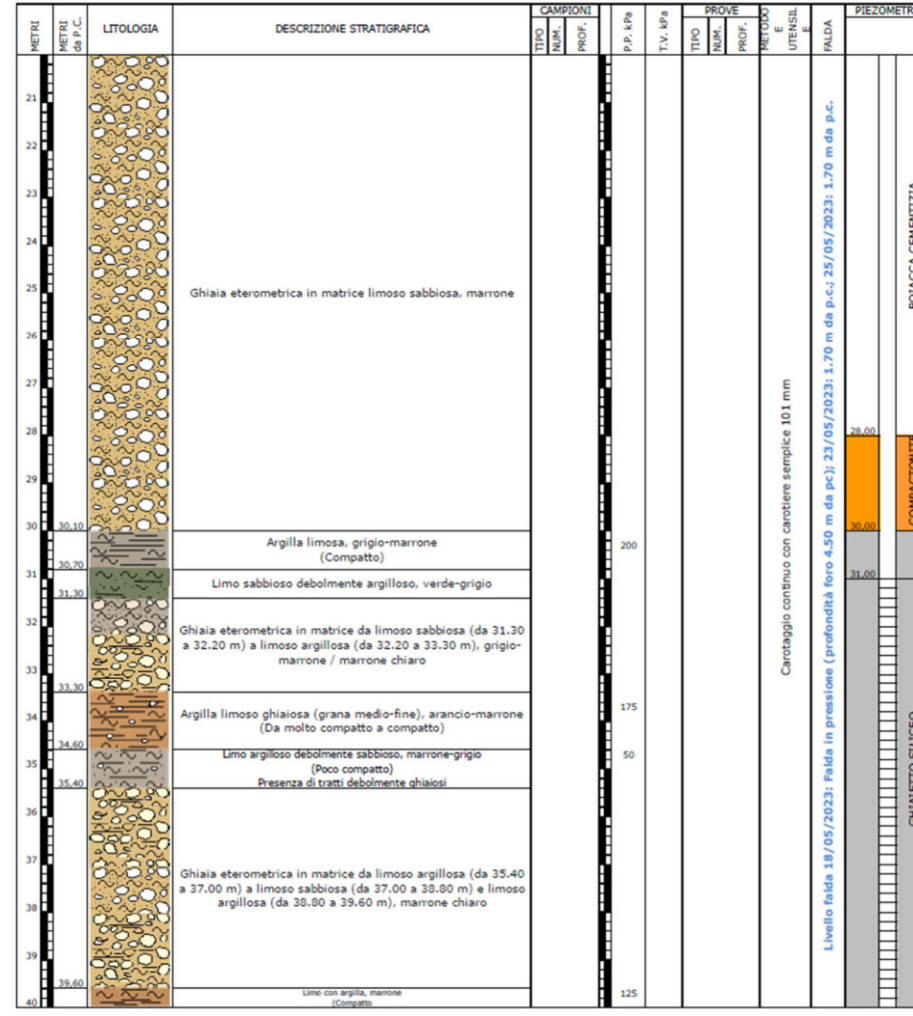 METRI
METRI
da P.C.
LITOLOGIA
DESCRIZIONE STRATIGRAFICA
CAMPIONI
TIPO
NUM.
PROF.
P.P. kPa
T.V. kPa
PROVE
TIPO
NUM.
PROF.
METODO
E
UTENSIL
E
FALDA
PIEZOMETR
21
22
23
24
25
26
27
28
29
30
31
32
33
34
35
36
37
38
39
40
30,10
30,70
31,30
33,30
34,60
35,40
39,60
Ghiaia eterometrica in matrice limoso sabbiosa, marrone
Argilla limosa, grigio-marrone
(Compatto)
Limo sabbioso debolmente argilloso, verde-grigio
Ghiaia eterometrica in matrice da limoso sabbiosa (da 31.30
a 32.20 m) a limoso argillosa (da 32.20 a 33.30 m), grigio-
marrone / marrone chiaro
Argilla limoso ghiaiosa (grana medio-fine), arancio-marrone
(Da molto compatto a compatto)
Limo argilloso debolmente sabbioso, marrone-grigio
(Poco compatto)
Presenza di tratti debolmente ghiaiosi
Ghiaia eterometrica in matrice da limoso argillosa (da 35.40
a 37.00 m) a limoso sabbiosa (da 37.00 a 38.80 m) e limoso
argillosa (da 38.80 a 39.60 m), marrone chiaro
Limo con argilla, marrone
(Compatto
200
175
50
125
Carotaggio continuo con carotiere semplice 101 mm
Livello falda 18/05/2023: Falda in pressione (profondità foro 4.50 m da pc); 23/05/2023: 1.70 m da p.c.; 25/05/2023: 1.70 m da p.c.
28,00
30,00
31,00
BOIACCA CEMENTIZIA
COMPACTONITE
GHIAIETTO SILICEO